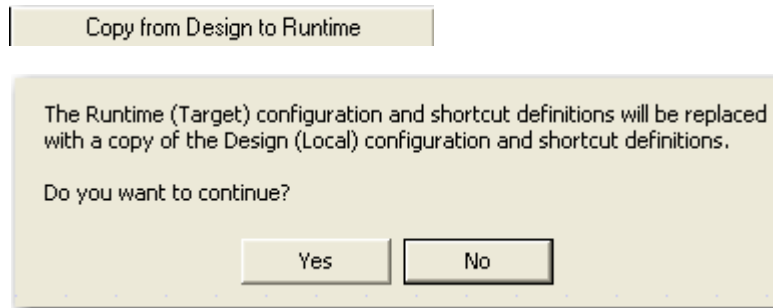 Copy from Design to Runtime
The Runtime (Target) configuration and shortcut definitions will be replaced
with a copy of the Design (Local) configuration and shortcut definitions.
Do you want to continue?
Yes No